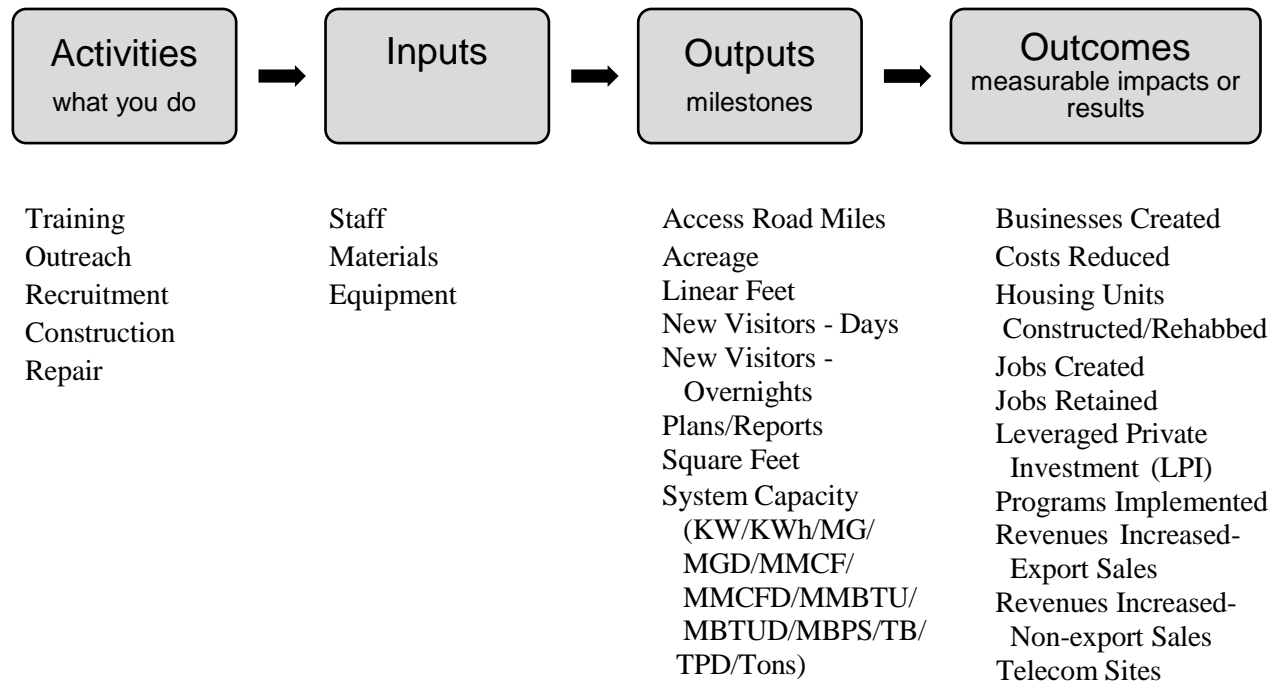 Activities
what you do
Inputs
Outputs
milestones
Outcomes
measurable impacts or
results
Training
Outreach
Recruitment
Construction
Repair
Staff
Materials
Equipment
Access Road Miles
Acreage
Linear Feet
New Visitors - Days
New Visitors -
Overnights
Plans/Reports
Square Feet
System Capacity
(KW/KWh/MG/
MGD/MMCF/
MMCFD/MMBTU/
MBTUD/MBPS/TB/
TPD/Tons)
Businesses Created
Costs Reduced
Housing Units
Constructed/Rehabbed
Jobs Created
Jobs Retained
Leveraged Private
Investment (LPI)
Programs Implemented
Revenues Increased-
Export Sales
Revenues Increased-
Non-export Sales
Telecom Sites